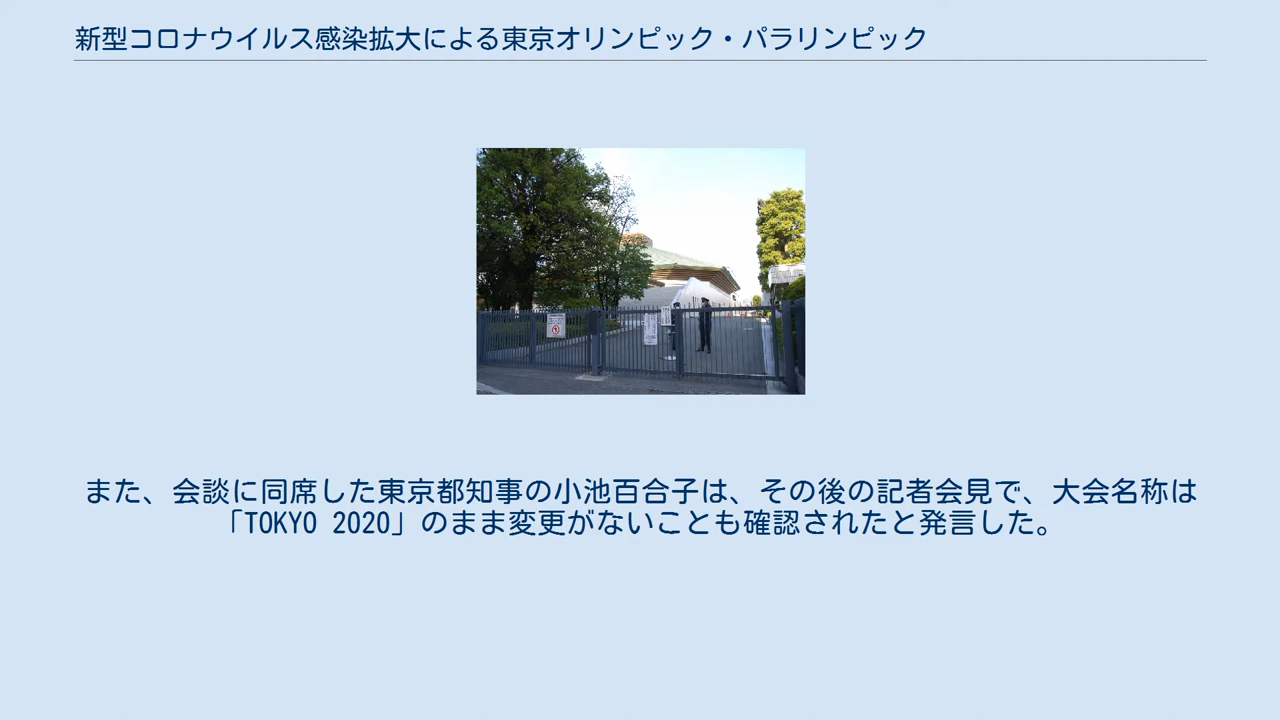 新型コロナウイルス感染拡大による東京オリンピック・パラリンピック
また、会談に同席した東京都知事の小池百合子は、その後の記者会見で、大会名称は
「TOKYO 2020」のまま変更がないことも確認されたと発言した。